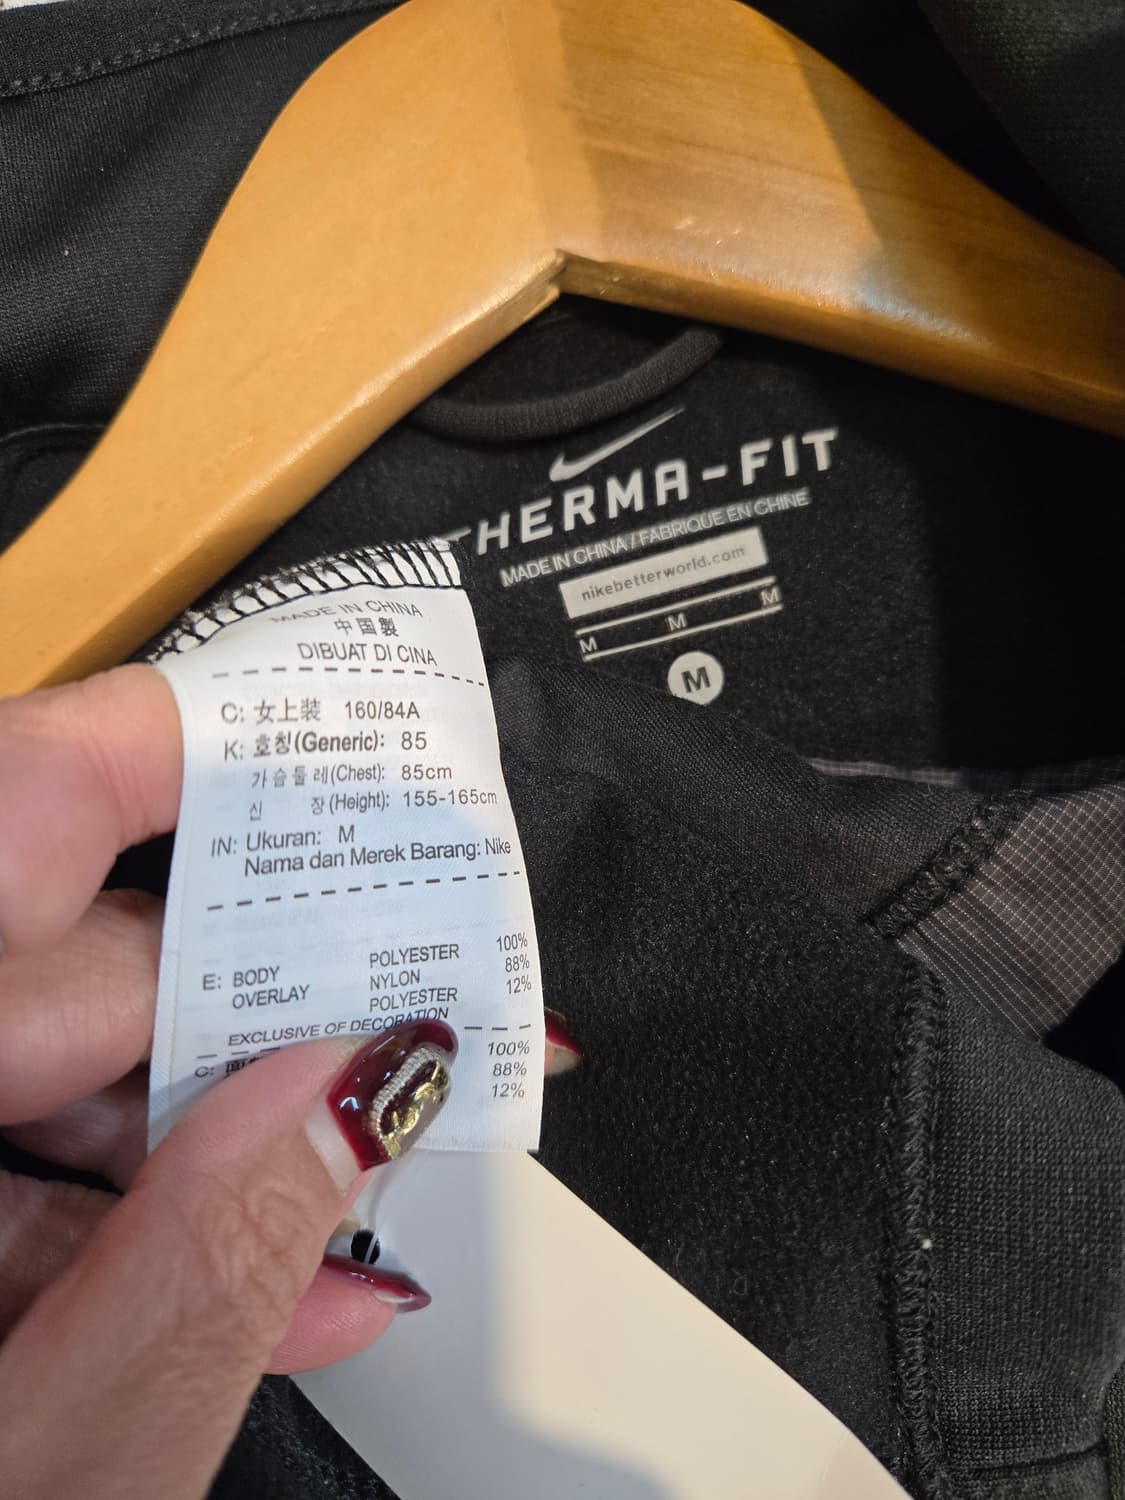 THERMA-FIT
MADE IN CHINA / FABRIQUÉ EN CHINE
nikebetterworld.com
M M M
M
MADE IN CHINA
中国製
DIBUAT DI CINA
C: 女上装 160/84A
K: 호칭(Generic): 85
가슴둘레(Chest): 85cm
신 장(Height): 155-165cm
IN: Ukuran: M
Nama dan Merek Barang: Nike
E: BODY POLYESTER 100%
OVERLAY NYLON 88%
POLYESTER 12%
EXCLUSIVE OF DECORATION
C: 100%
88%
12%